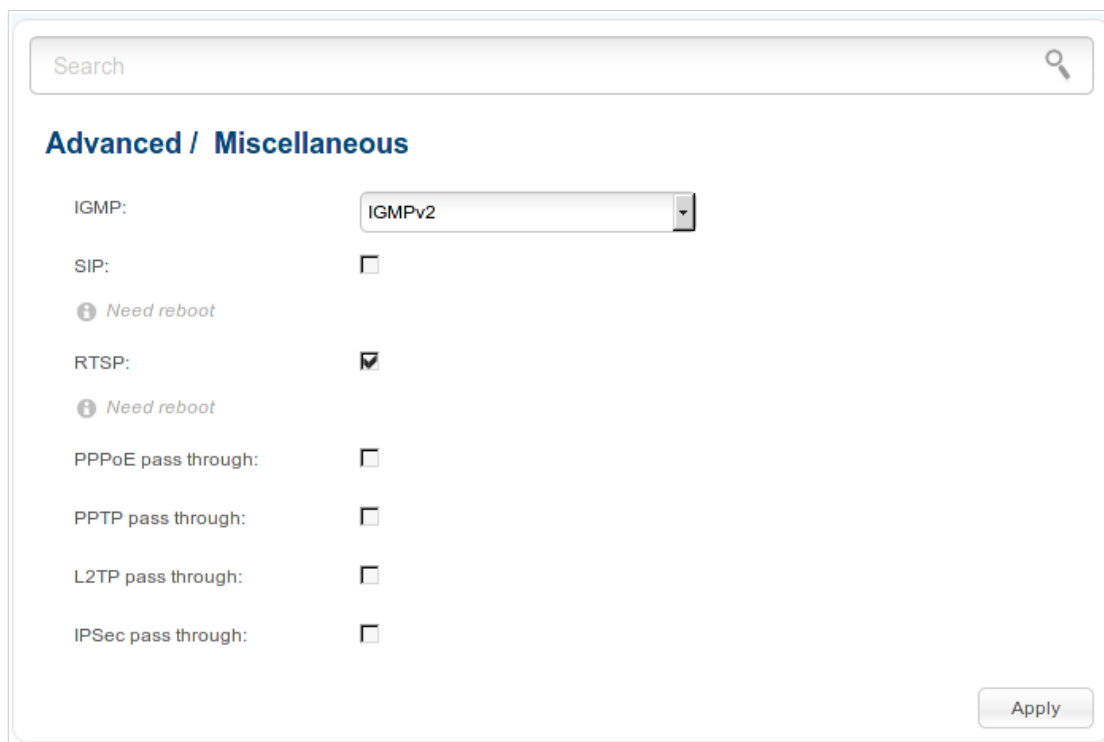 Search
Advanced / Miscellaneous
IGMP: IGMPv2
SIP:
Need reboot
RTSP:
Need reboot
PPPoE pass through:
PPTP pass through:
L2TP pass through:
IPSec pass through:
Apply